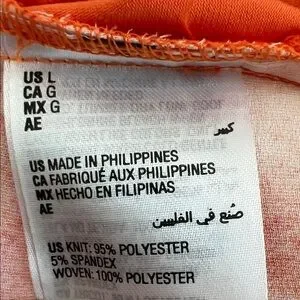 US L
CA G
MX G
AE
كبير
US MADE IN PHILIPPINES
CA FABRIQUÉ AUX PHILIPPINES
MX HECHO EN FILIPINAS
AE
صُنع في الفلبين
US KNIT: 95% POLYESTER
5% SPANDEX
WOVEN: 100% POLYESTER